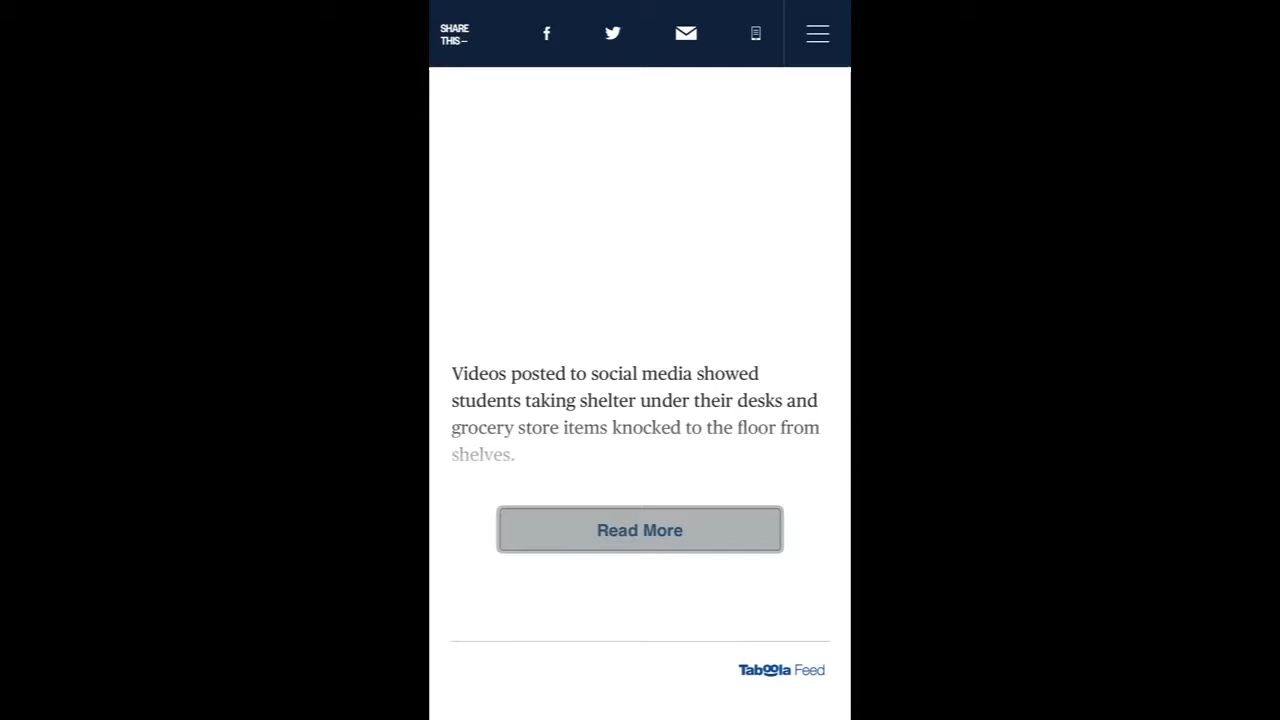 SHARE
THIS –
Videos posted to social media showed
students taking shelter under their desks and
grocery store items knocked to the floor from
shelves.
Read More
Taboola Feed